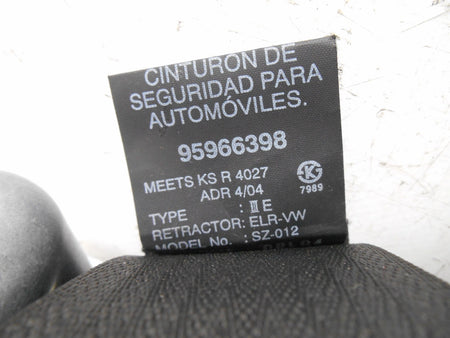 CINTURÓN DE
SEGURIDAD PARA
AUTOMÓVILES.
95966398
MEETS KS R 4027
ADR 4/04
TYPE : III E
RETRACTOR: ELR-VW
MODEL No. : SZ-012
K
7989